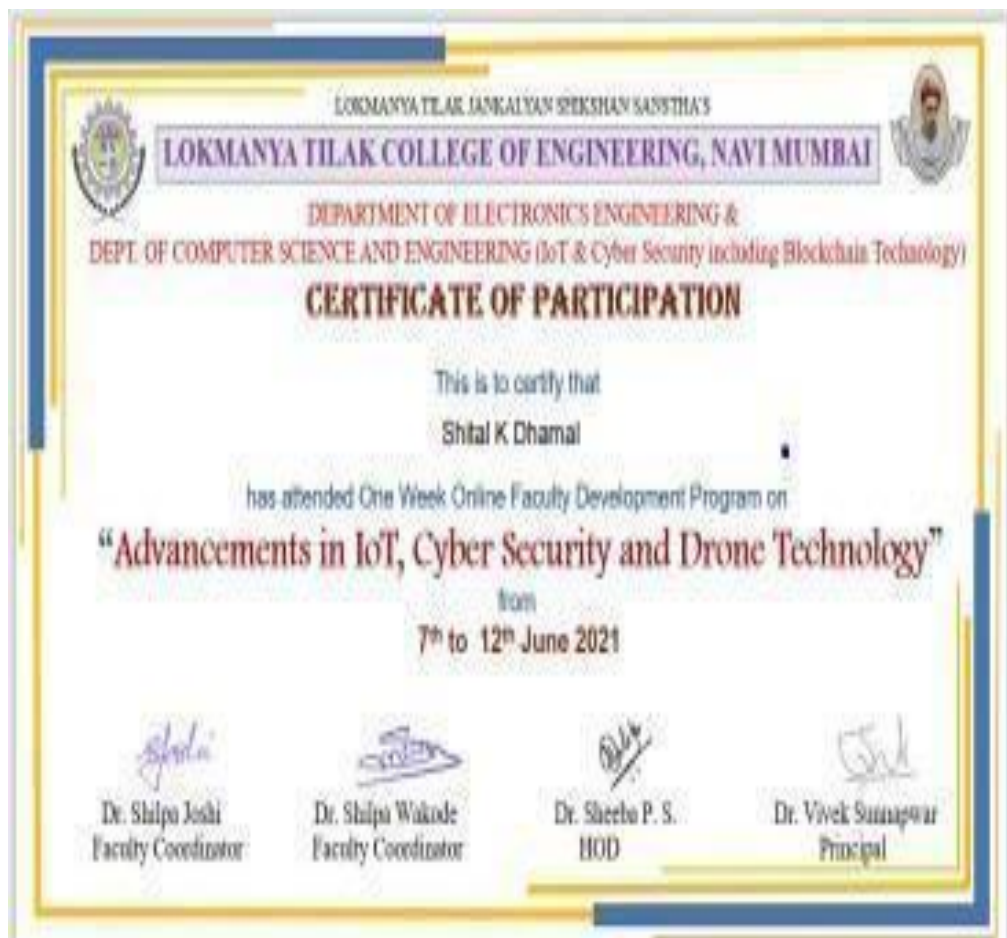 LOKMANYA TILAK JANKALYAN SHIKSHAN SANSTHA'S
LOKMANYA TILAK COLLEGE OF ENGINEERING, NAVI MUMBAI
DEPARTMENT OF ELECTRONICS ENGINEERING &
DEPT. OF COMPUTER SCIENCE AND ENGINEERING (IoT & Cyber Security including Blockchain Technology)
CERTIFICATE OF PARTICIPATION
This is to certify that
Shital K Dhamal
has attended One Week Online Faculty Development Program on
“Advancements in IoT, Cyber Security and Drone Technology”
from
7th to 12th June 2021
Dr. Shilpa Joshi
Faculty Coordinator
Dr. Shilpa Wakode
Faculty Coordinator
Dr. Sheeba P. S.
HOD
Dr. Vivek Sunnapwar
Principal